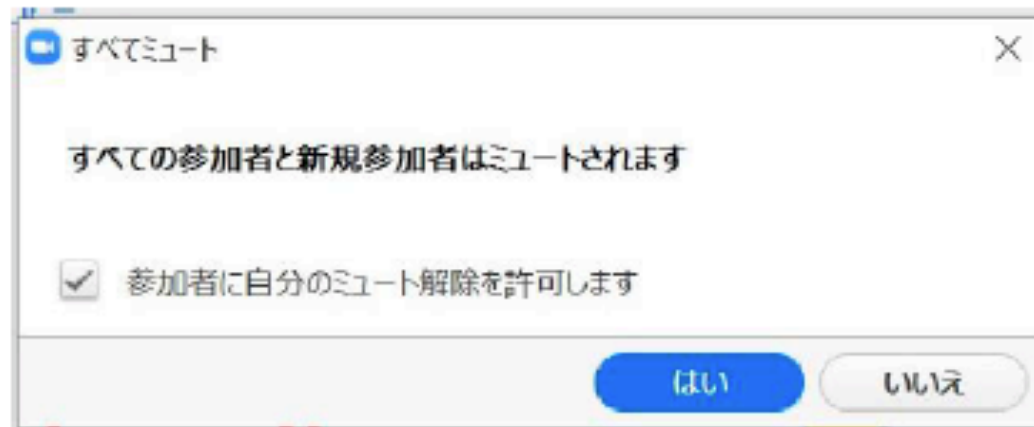 すべてミュート
すべての参加者と新規参加者はミュートされます
参加者に自分のミュート解除を許可します
はい
いいえ